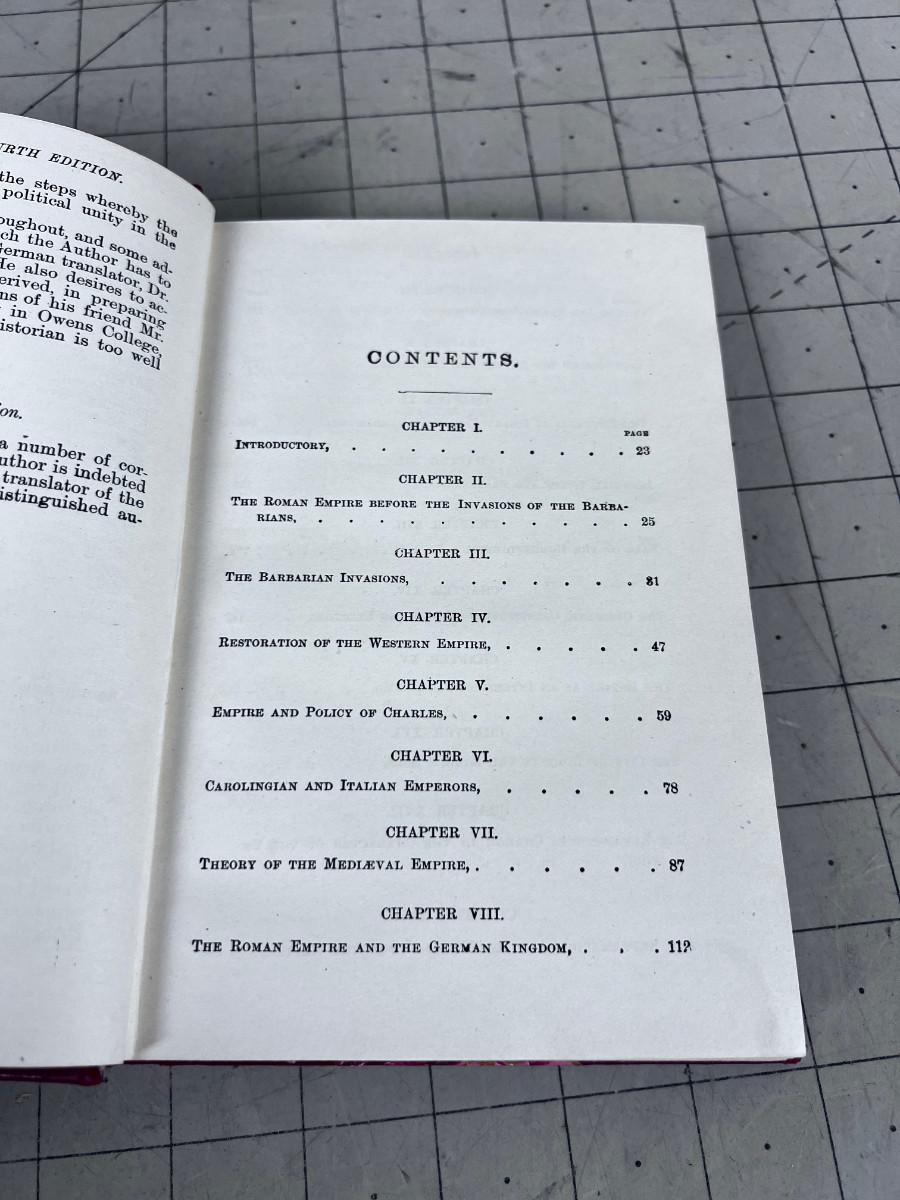 URTH EDITION.
the steps whereby the
political unity in the
oughout, and some ad-
ch the Author has to
erman translator, Dr.
He also desires to ac-
erived, in preparing
ns of his friend Mr.
in Owens College,
istorian is too well
on.
a number of cor-
uthor is indebted
translator of the
istinguished au-
CONTENTS.
CHAPTER I.
PAGE
INTRODUCTORY, . . . . . . . . . . 23
CHAPTER II.
THE ROMAN EMPIRE BEFORE THE INVASIONS OF THE BARBA-
RIANS, . . . . . . . . . . . 25
CHAPTER III.
THE BARBARIAN INVASIONS, . . . . . . . 31
CHAPTER IV.
RESTORATION OF THE WESTERN EMPIRE, . . . . . 47
CHAPTER V.
EMPIRE AND POLICY OF CHARLES, . . . . . . 59
CHAPTER VI.
CAROLINGIAN AND ITALIAN EMPERORS, . . . . . 78
CHAPTER VII.
THEORY OF THE MEDIÆVAL EMPIRE, . . . . . . 87
CHAPTER VIII.
THE ROMAN EMPIRE AND THE GERMAN KINGDOM, . . .